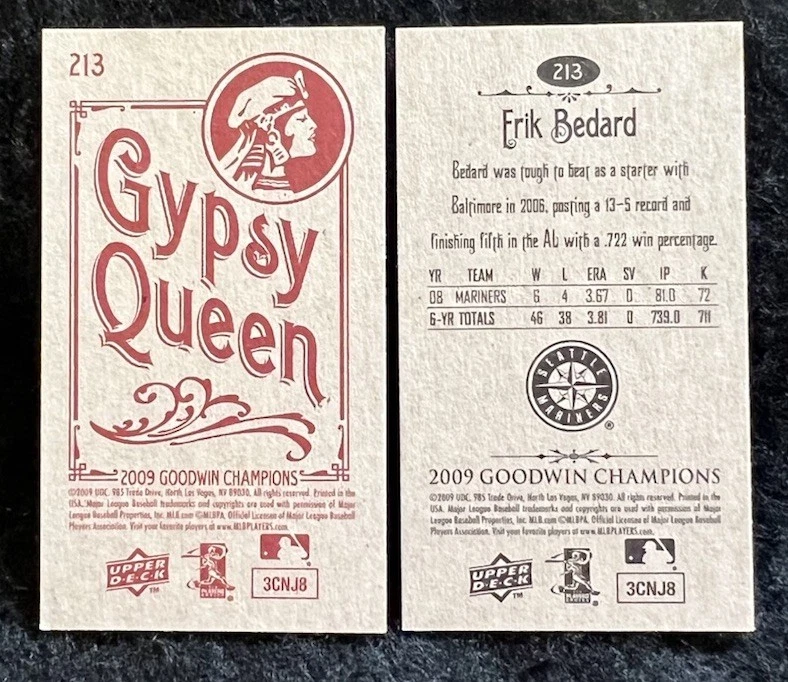 213
Gypsy
Queen
2009 GOODWIN CHAMPIONS
©2009 UDC. 985 Trade Drive, North Las Vegas, NV 89030. All rights reserved. Printed in the
USA. Major League Baseball trademarks and copyrights are used with permission of Major
League Baseball Properties, Inc. MLB.com ©MLBPA, Official Licensee of Major League Baseball
Players Association. Visit your favorite players at www.MLBPLAYERS.com.
UPPER
D·E·C·K
TM
PLAYERS
CHOICE
3CNJ8
213
Erik Bedard
Bedard was tough to beat as a starter with
Baltimore in 2006, posting a 13-5 record and
finishing fifth in the AL with a .722 win percentage.
YR TEAM W L ERA SV IP K
08 MARINERS 6 4 3.67 0 81.0 72
6-YR TOTALS 46 38 3.81 0 739.0 711
SEATTLE
MARINERS
®
2009 GOODWIN CHAMPIONS
©2009 UDC. 985 Trade Drive, North Las Vegas, NV 89030. All rights reserved. Printed in the
USA. Major League Baseball trademarks and copyrights are used with permission of Major
League Baseball Properties, Inc. MLB.com ©MLBPA, Official Licensee of Major League Baseball
Players Association. Visit your favorite players at www.MLBPLAYERS.com.
UPPER
D·E·C·K
TM
PLAYERS
CHOICE
3CNJ8